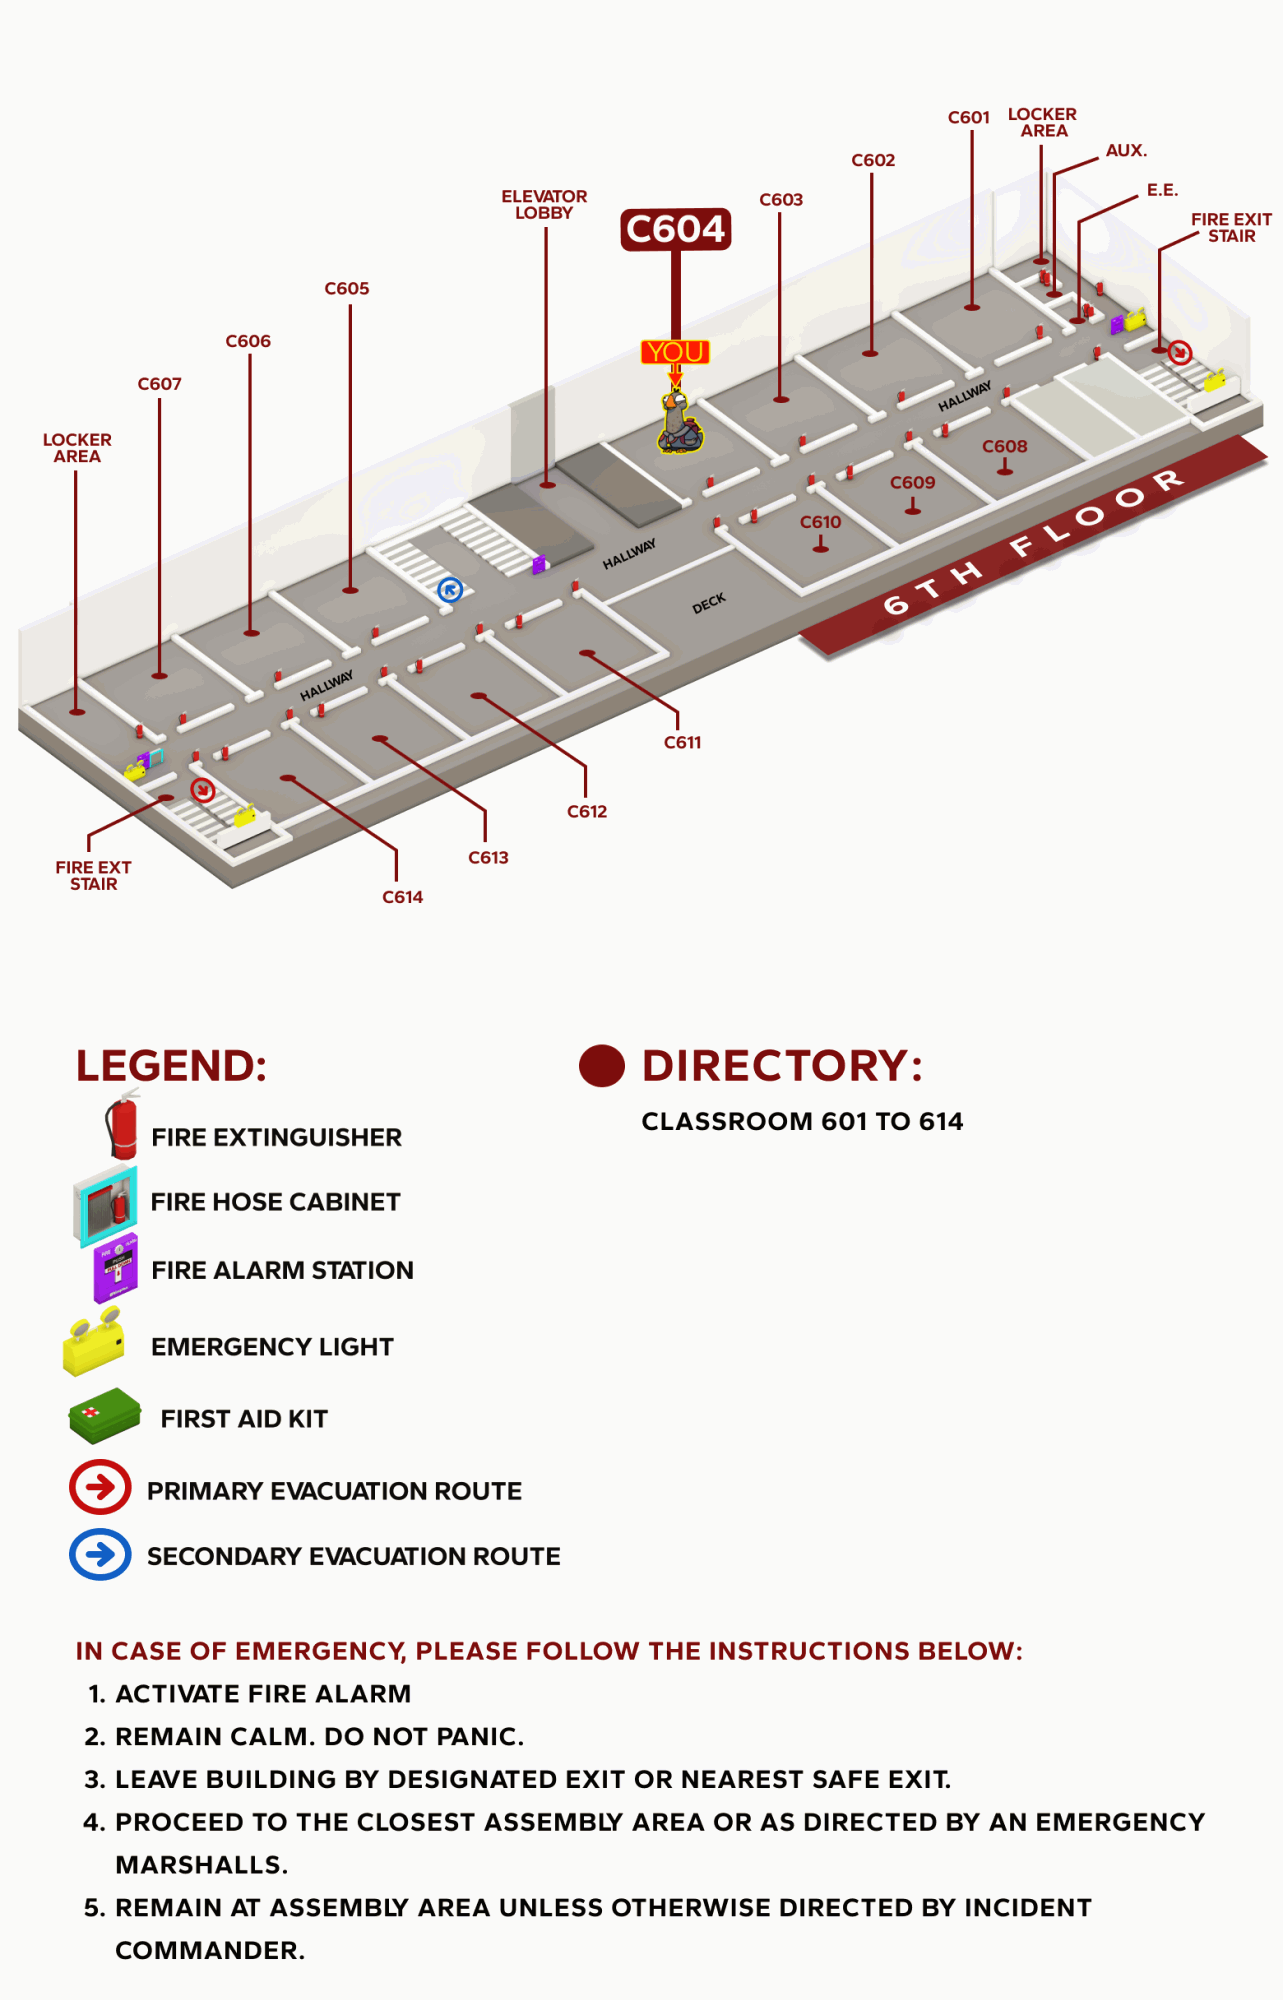 C601
LOCKER
AREA
AUX.
C602
E.E.
ELEVATOR
LOBBY
C603
C604
FIRE EXIT
STAIR
C605
C606
YOU
C607
HALLWAY
LOCKER
AREA
C608
C609
6TH FLOOR
C610
HALLWAY
DECK
HALLWAY
C611
C612
FIRE EXT
STAIR
C613
C614
LEGEND:
FIRE EXTINGUISHER
FIRE HOSE CABINET
FIRE ALARM STATION
EMERGENCY LIGHT
FIRST AID KIT
PRIMARY EVACUATION ROUTE
SECONDARY EVACUATION ROUTE
DIRECTORY:
CLASSROOM 601 TO 614
IN CASE OF EMERGENCY, PLEASE FOLLOW THE INSTRUCTIONS BELOW:
1. ACTIVATE FIRE ALARM
2. REMAIN CALM. DO NOT PANIC.
3. LEAVE BUILDING BY DESIGNATED EXIT OR NEAREST SAFE EXIT.
4. PROCEED TO THE CLOSEST ASSEMBLY AREA OR AS DIRECTED BY AN EMERGENCY
MARSHALLS.
5. REMAIN AT ASSEMBLY AREA UNLESS OTHERWISE DIRECTED BY INCIDENT
COMMANDER.